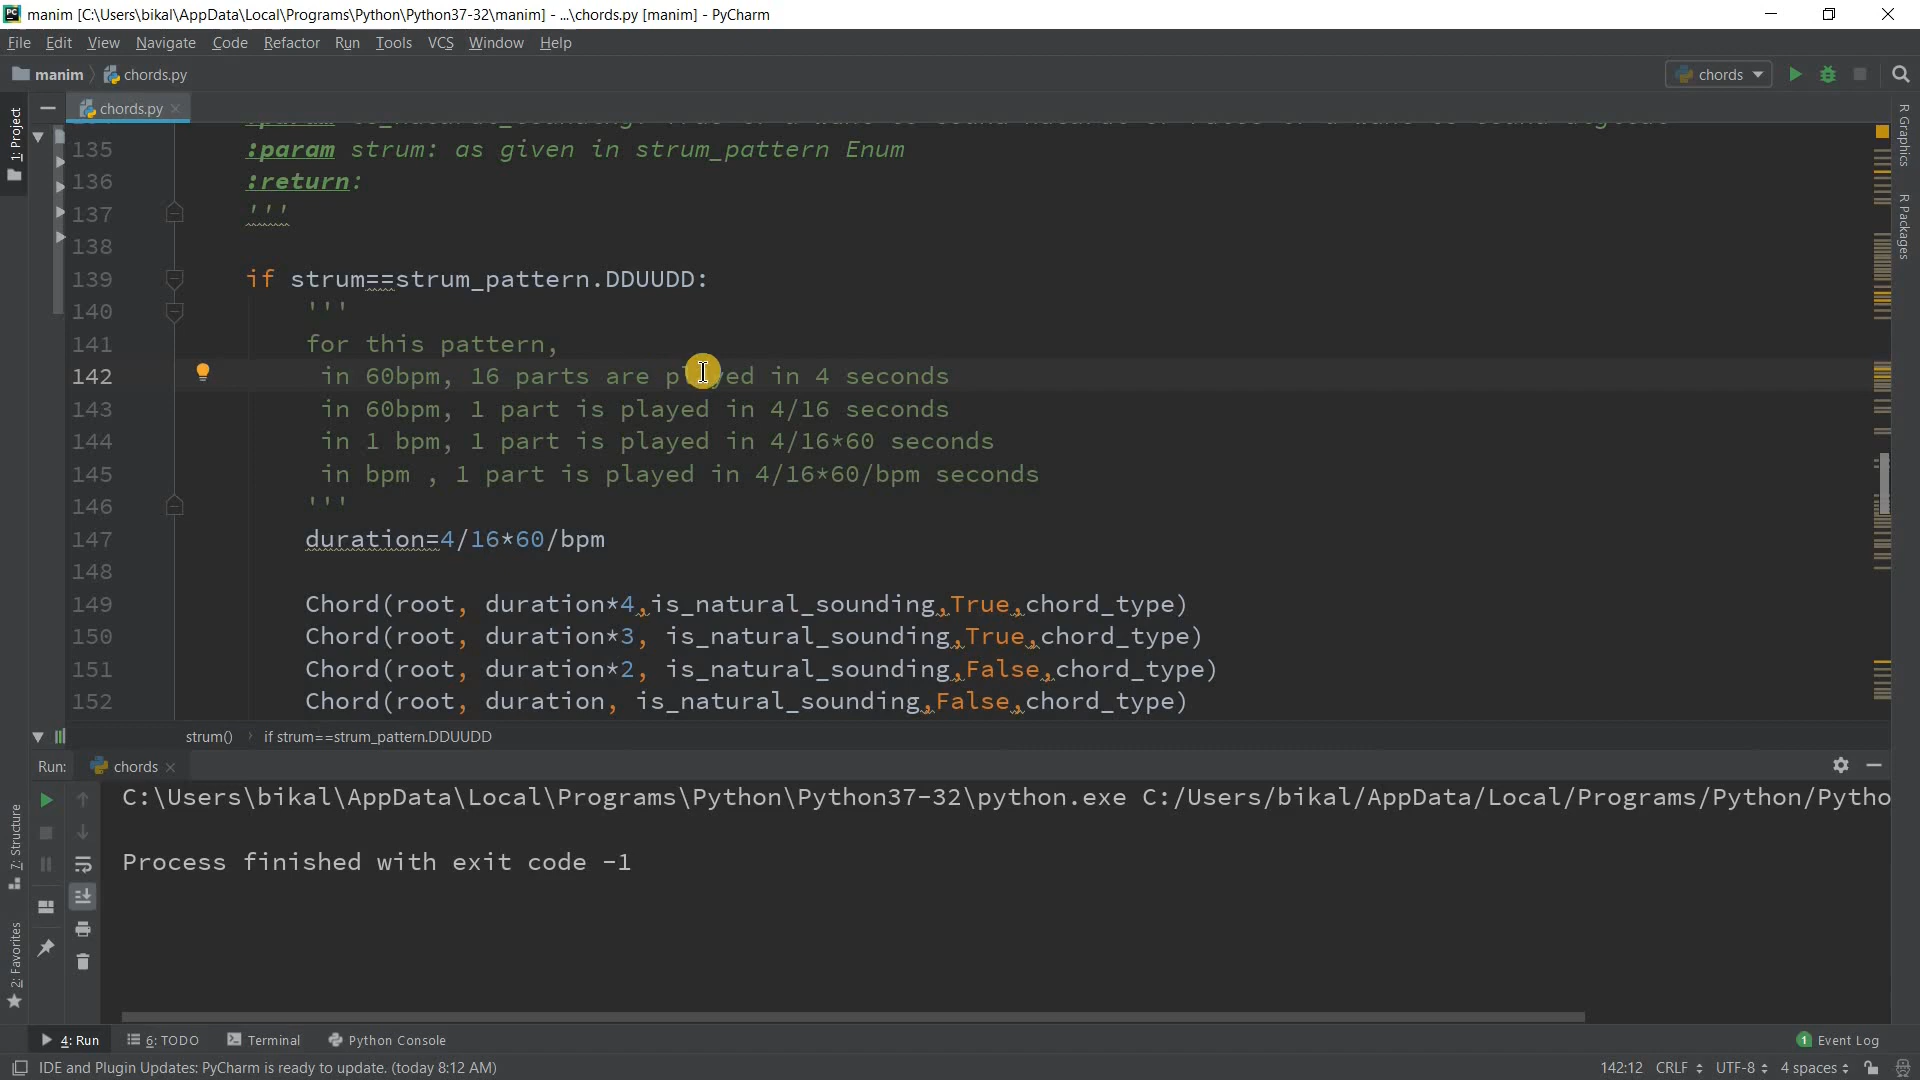 manim [C:\Users\bikal\AppData\Local\Programs\Python\Python37-32\manim] - ...\chords.py [manim] - PyCharm
File Edit View Navigate Code Refactor Run Tools VCS Window Help
manim chords.py chords
1: Project
chords.py
135 :param strum: as given in strum_pattern Enum
136 :return:
137 '''
138
139 if strum==strum_pattern.DDUUDD:
140 '''
141 for this pattern,
142 in 60bpm, 16 parts are played in 4 seconds
143 in 60bpm, 1 part is played in 4/16 seconds
144 in 1 bpm, 1 part is played in 4/16*60 seconds
145 in bpm , 1 part is played in 4/16*60/bpm seconds
146 '''
147 duration=4/16*60/bpm
148
149 Chord(root, duration*4,is_natural_sounding,True,chord_type)
150 Chord(root, duration*3, is_natural_sounding,True,chord_type)
151 Chord(root, duration*2, is_natural_sounding,False,chord_type)
152 Chord(root, duration, is_natural_sounding,False,chord_type)
R Graphics
R Packages
strum() if strum==strum_pattern.DDUUDD
Run: chords
C:\Users\bikal\AppData\Local\Programs\Python\Python37-32\python.exe C:/Users/bikal/AppData/Local/Programs/Python/Pytho
Process finished with exit code -1
7: Structure
2: Favorites
4: Run 6: TODO Terminal Python Console 1 Event Log
IDE and Plugin Updates: PyCharm is ready to update. (today 8:12 AM) 142:12 CRLF UTF-8 4 spaces